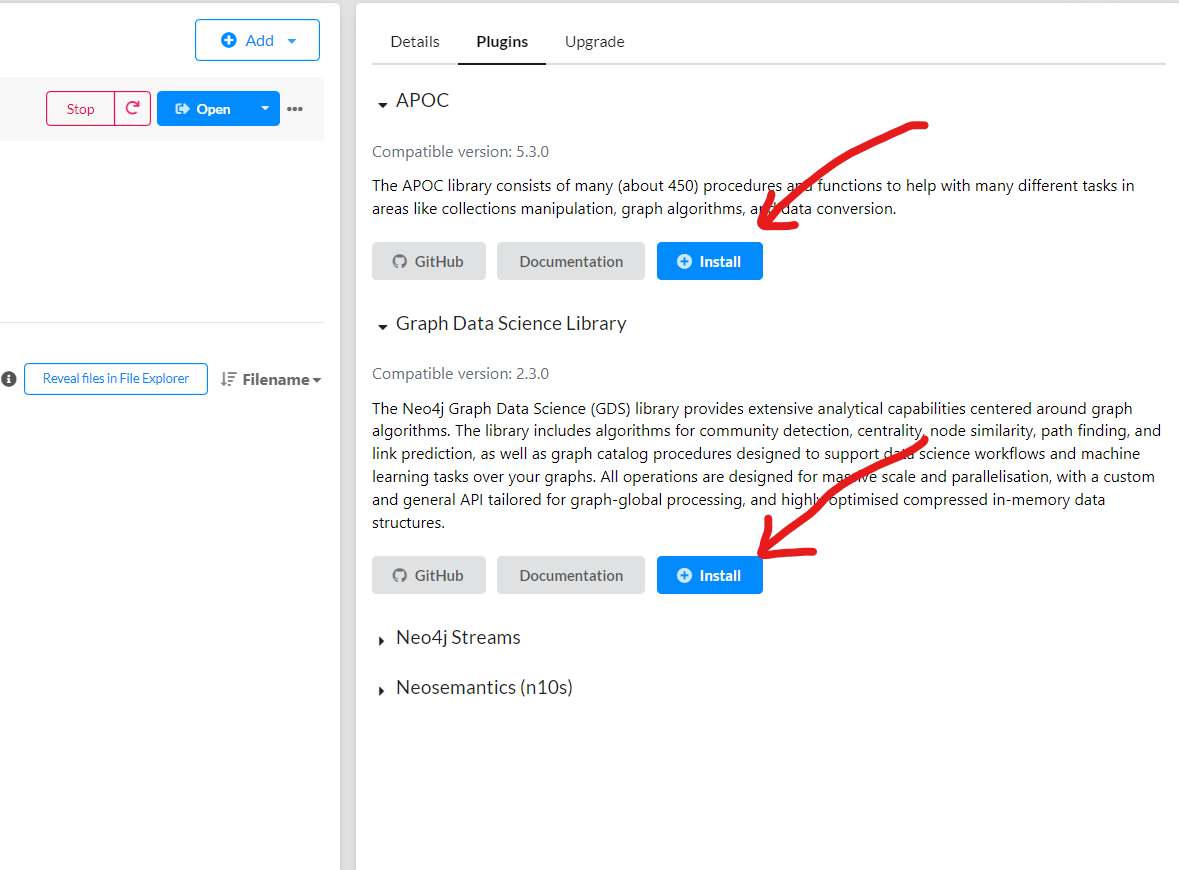 Add
Stop
Open
Reveal files in File Explorer
Filename
Details
Plugins
Upgrade
APOC
Compatible version: 5.3.0
The APOC library consists of many (about 450) procedures and functions to help with many different tasks in
areas like collections manipulation, graph algorithms, and data conversion.
GitHub
Documentation
Install
Graph Data Science Library
Compatible version: 2.3.0
The Neo4j Graph Data Science (GDS) library provides extensive analytical capabilities centered around graph
algorithms. The library includes algorithms for community detection, centrality, node similarity, path finding, and
link prediction, as well as graph catalog procedures designed to support data science workflows and machine
learning tasks over your graphs. All operations are designed for massive scale and parallelisation, with a custom
and general API tailored for graph-global processing, and highly optimised compressed in-memory data
structures.
GitHub
Documentation
Install
Neo4j Streams
Neosemantics (n10s)